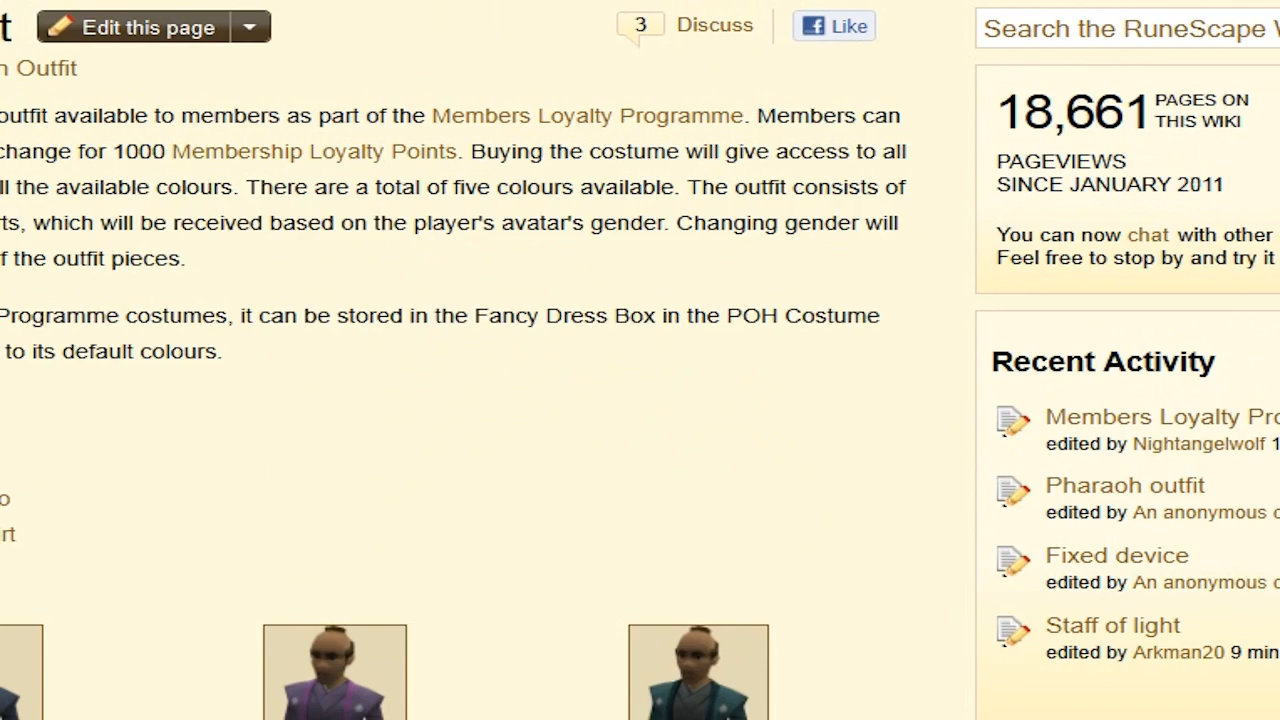 t Edit this page 3 Discuss Like
n Outfit
outfit available to members as part of the Members Loyalty Programme. Members can
change for 1000 Membership Loyalty Points. Buying the costume will give access to all
ll the available colours. There are a total of five colours available. The outfit consists of
rts, which will be received based on the player's avatar's gender. Changing gender will
f the outfit pieces.
Programme costumes, it can be stored in the Fancy Dress Box in the POH Costume
to its default colours.
o
rt
Search the RuneScape W
18,661 PAGES ON
THIS WIKI
PAGEVIEWS
SINCE JANUARY 2011
You can now chat with other
Feel free to stop by and try it
Recent Activity
Members Loyalty Pro
edited by Nightangelwolf 1
Pharaoh outfit
edited by An anonymous c
Fixed device
edited by An anonymous c
Staff of light
edited by Arkman20 9 min